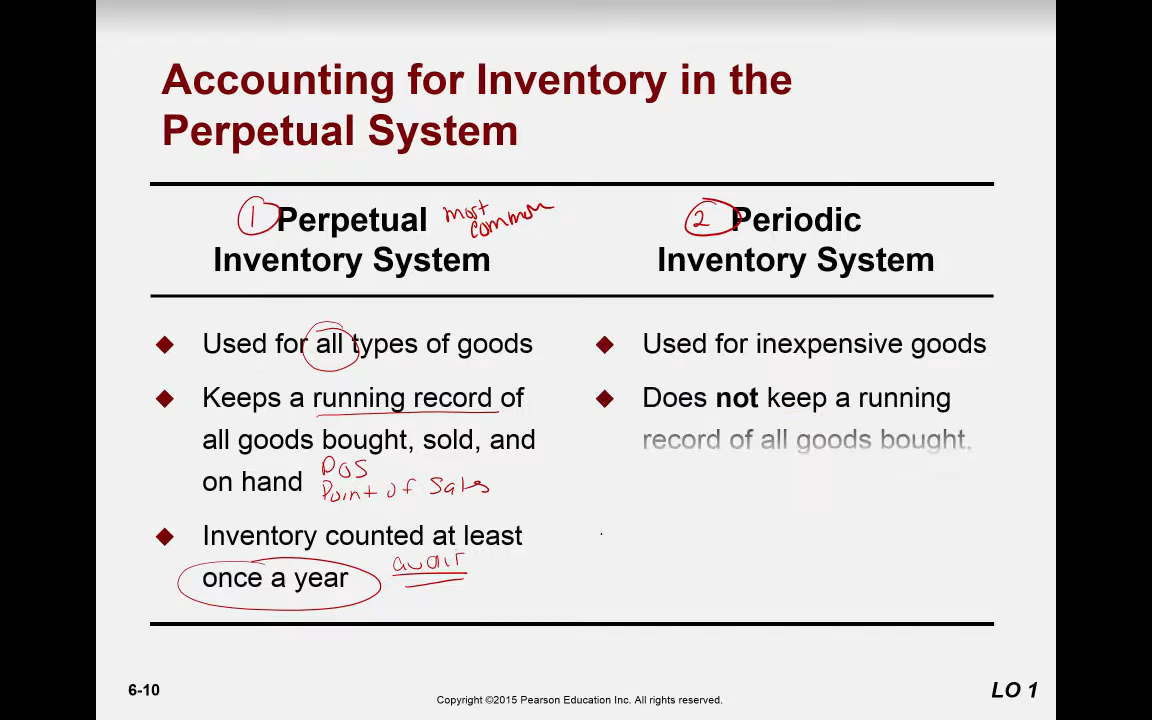 Accounting for Inventory in the
Perpetual System
1 Perpetual most common
Inventory System
2 Periodic
Inventory System
◆ Used for all types of goods
◆ Keeps a running record of
all goods bought, sold, and
on hand POS
Point of Sales
◆ Inventory counted at least
once a year audit
◆ Used for inexpensive goods
◆ Does not keep a running
record of all goods bought,
6-10
Copyright ©2015 Pearson Education Inc. All rights reserved.
LO 1